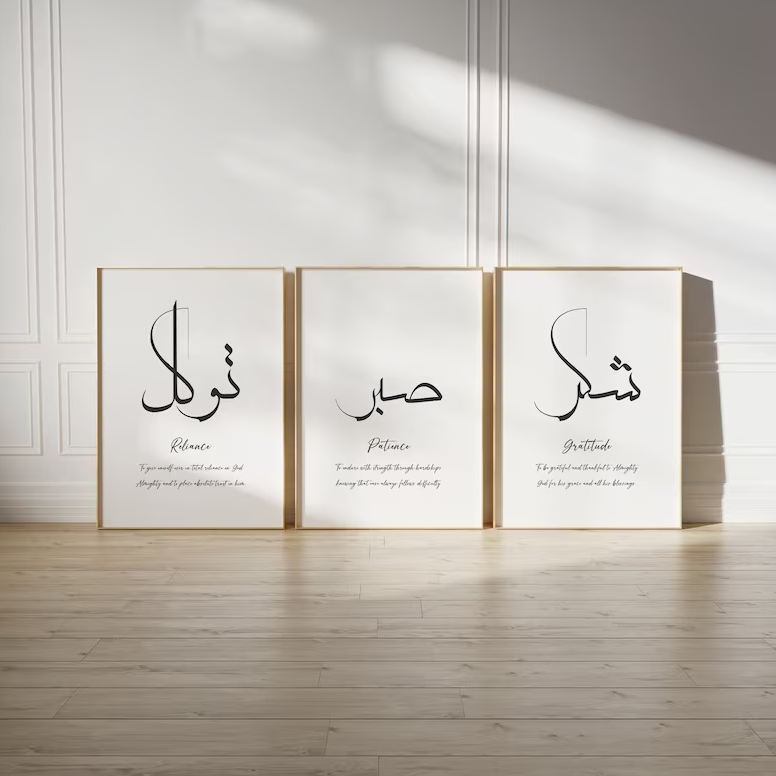 توكل
Reliance
To give oneself over in total reliance on God
Almighty and to place absolute trust in him.
صبر
Patience
To endure with strength through hardships
knowing that ease always follows difficulty.
شكر
Gratitude
To be grateful and thankful to Almighty
God for his grace and all his blessings.